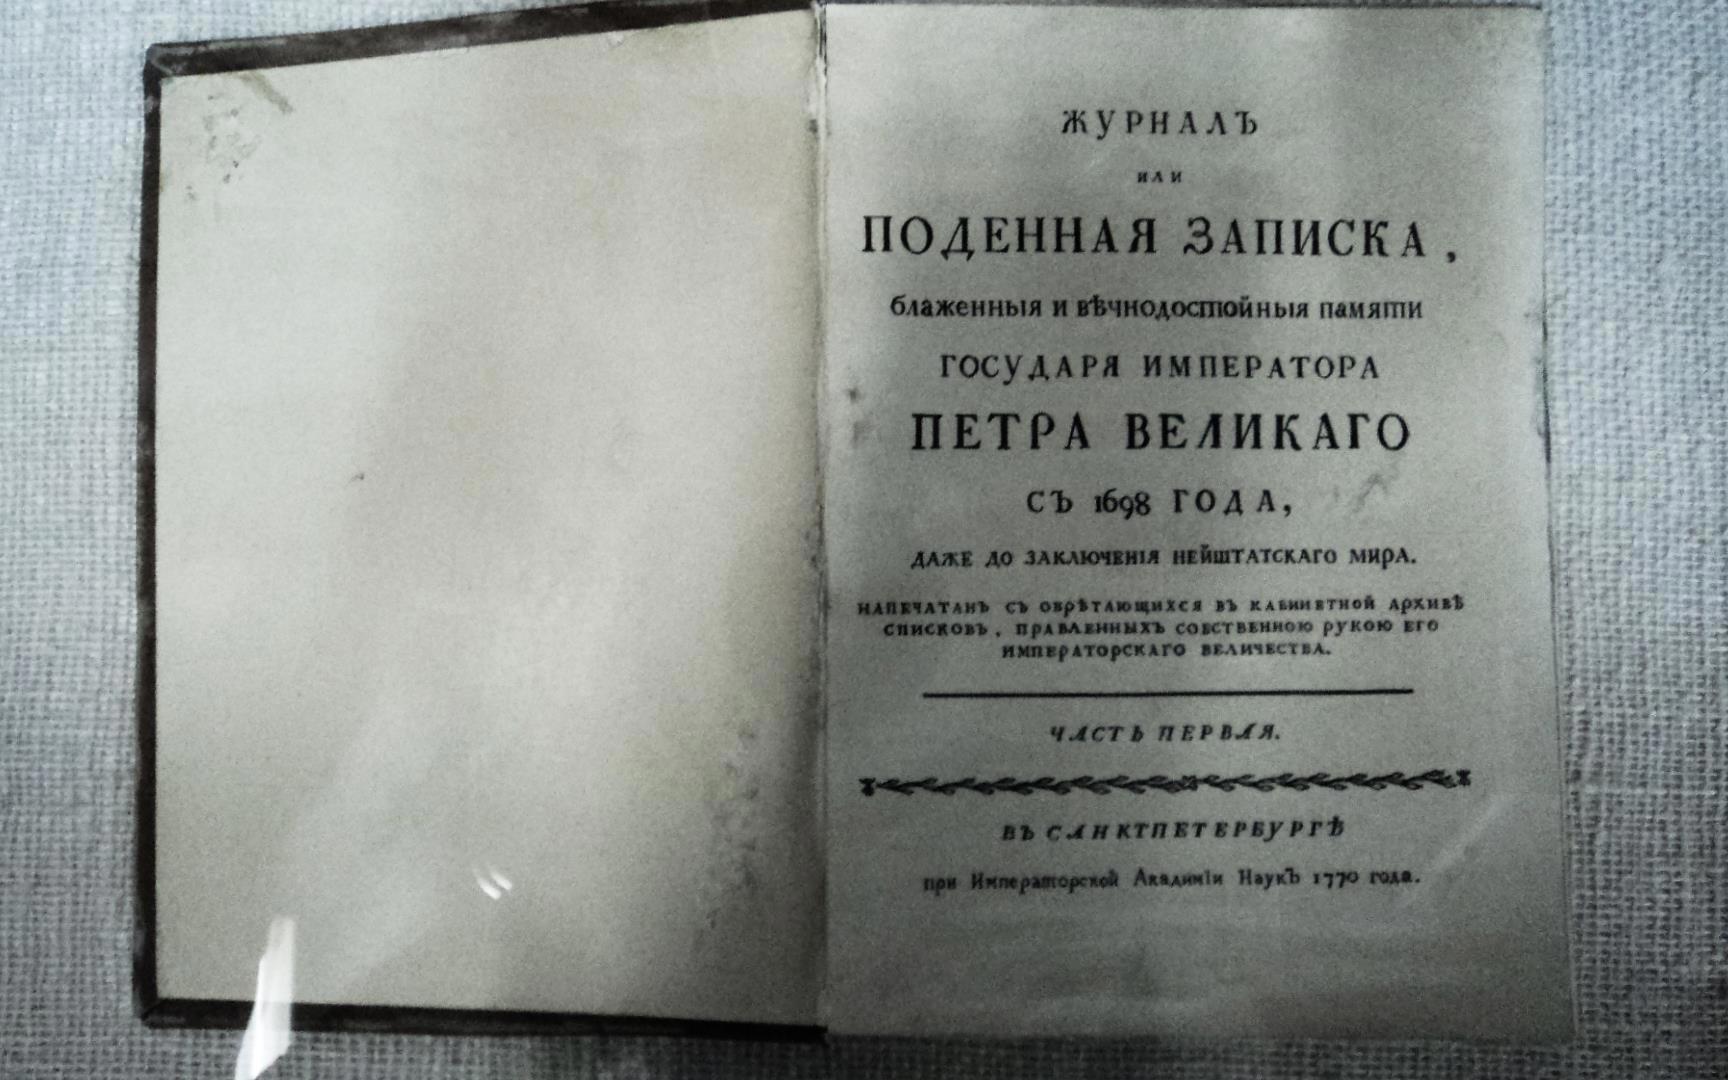 ЖУРНАЛЪ
ИЛИ
ПОДЕННАЯ ЗАПИСКА,
блаженныя и вѣчнодостойныя памяти
ГОСУДАРЯ ИМПЕРАТОРА
ПЕТРА ВЕЛИКАГО
СЪ 1698 ГОДА,
ДАЖЕ ДО ЗАКЛЮЧЕНІЯ НЕЙШТАТСКАГО МИРА.
НАПЕЧАТАНЪ СЪ ОБРѢТАЮЩИХСЯ ВЪ КАБИНЕТНОЙ АРХИВѢ
СПИСКОВЪ, ПРАВЛЕННЫХЪ СОБСТВЕННОЮ РУКОЮ ЕГО
ИМПЕРАТОРСКАГО ВЕЛИЧЕСТВА.
ЧАСТЬ ПЕРВАЯ.
ВЪ САНКТПЕТЕРБУРГѢ
при Императорской Академіи Наукъ 1770 года.